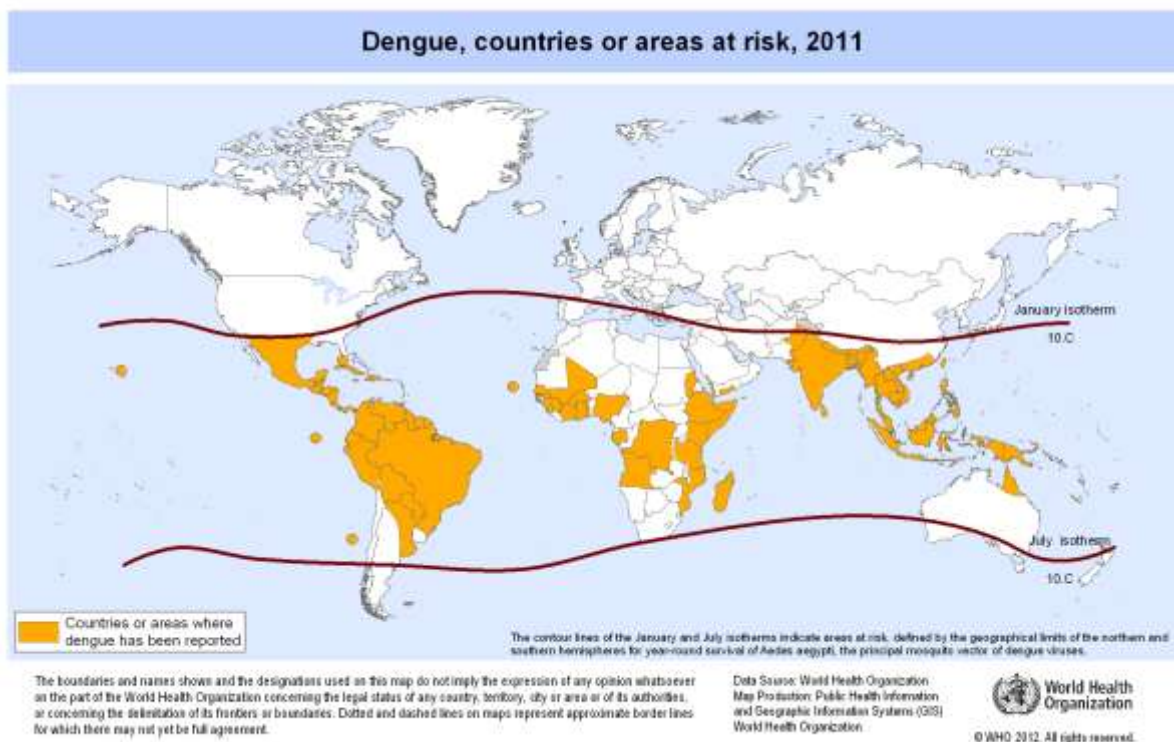 Dengue, countries or areas at risk, 2011
January isotherm
10.C
July isotherm
10.C
Countries or areas where
dengue has been reported
The contour lines of the January and July isotherms indicate areas at risk, defined by the geographical limits of the northern and
southern hemispheres for year-round survival of Aedes aegypti, the principal mosquito vector of dengue viruses.
The boundaries and names shown and the designations used on this map do not imply the expression of any opinion whatsoever
on the part of the World Health Organization concerning the legal status of any country, territory, city or area or of its authorities,
or concerning the delimitation of its frontiers or boundaries. Dotted and dashed lines on maps represent approximate border lines
for which there may not yet be full agreement.
Data Source: World Health Organization
Map Production: Public Health Information
and Geographic Information Systems (GIS)
World Health Organization
World Health
Organization
© WHO 2012. All rights reserved.